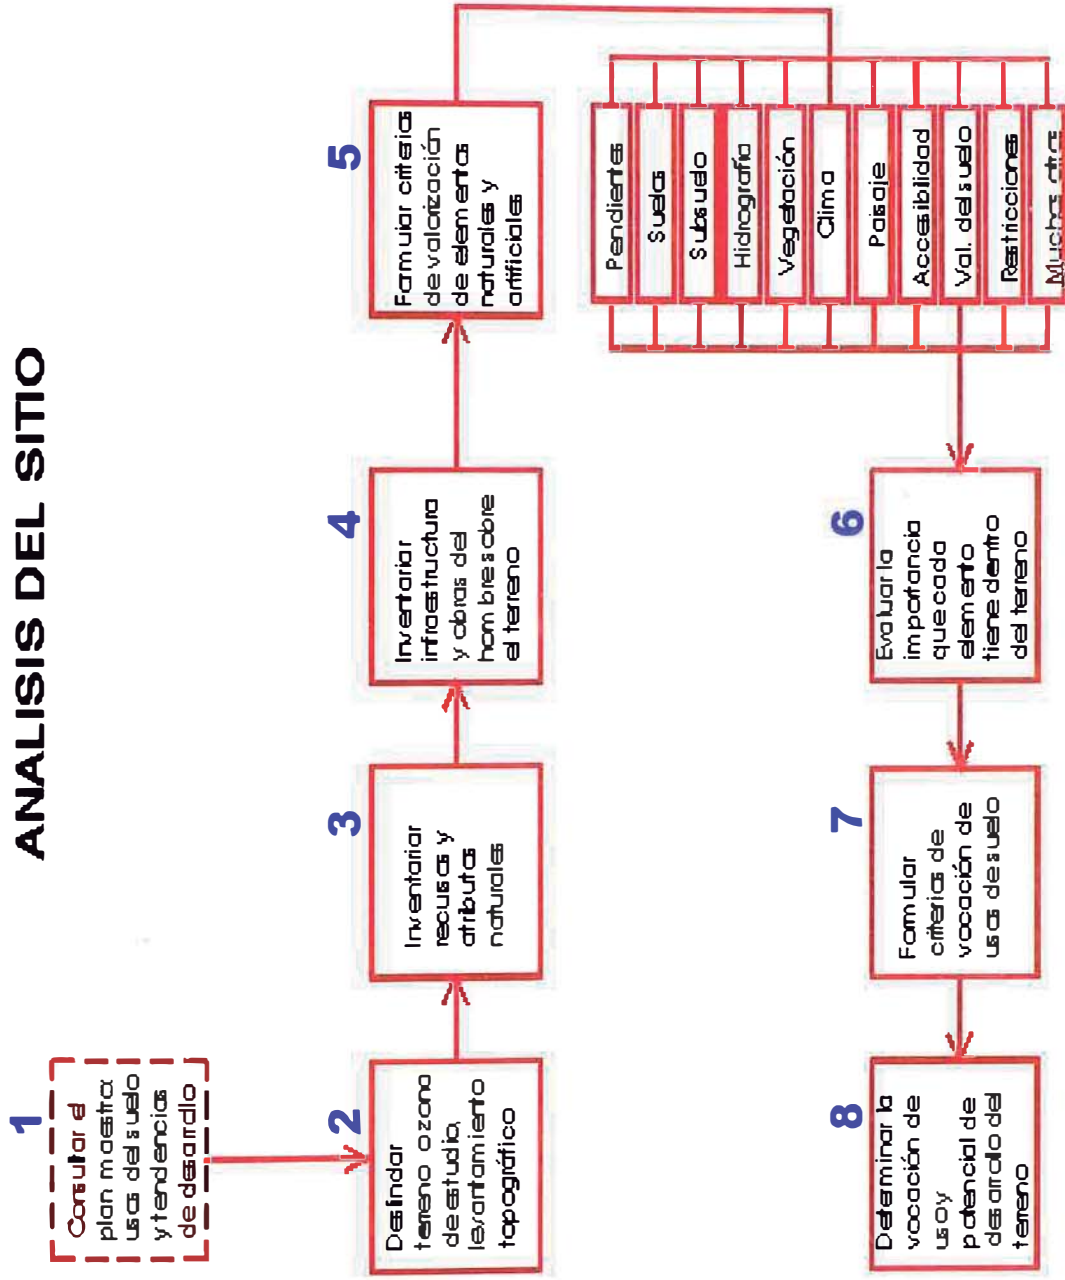 ANALISIS DEL SITIO
1
Consultar el
plan maestro:
usos del suelo
y tendencias
de desarrollo
2
Deslindar
terreno o zona
de estudio,
levantamiento
topográfico
3
Inventariar
recusos y
atributos
naturales
4
Inventariar
infraestructura
y obras del
hombre sobre
el terreno
5
Formular criterios
de valorización
de elementos
naturales y
artificiales
Pendientes
Suelos
Subsuelo
Hidrografía
Vegetación
Clima
Paisaje
Accesibilidad
Val. del suelo
Restricciones
Muchos otros
6
Evaluar la
importancia
que cada
elemento
tiene dentro
del terreno
7
Formular
criterios de
vocación de
usos de suelo
8
Determinar la
vocación de
uso y
potencial de
desarrollo del
terreno